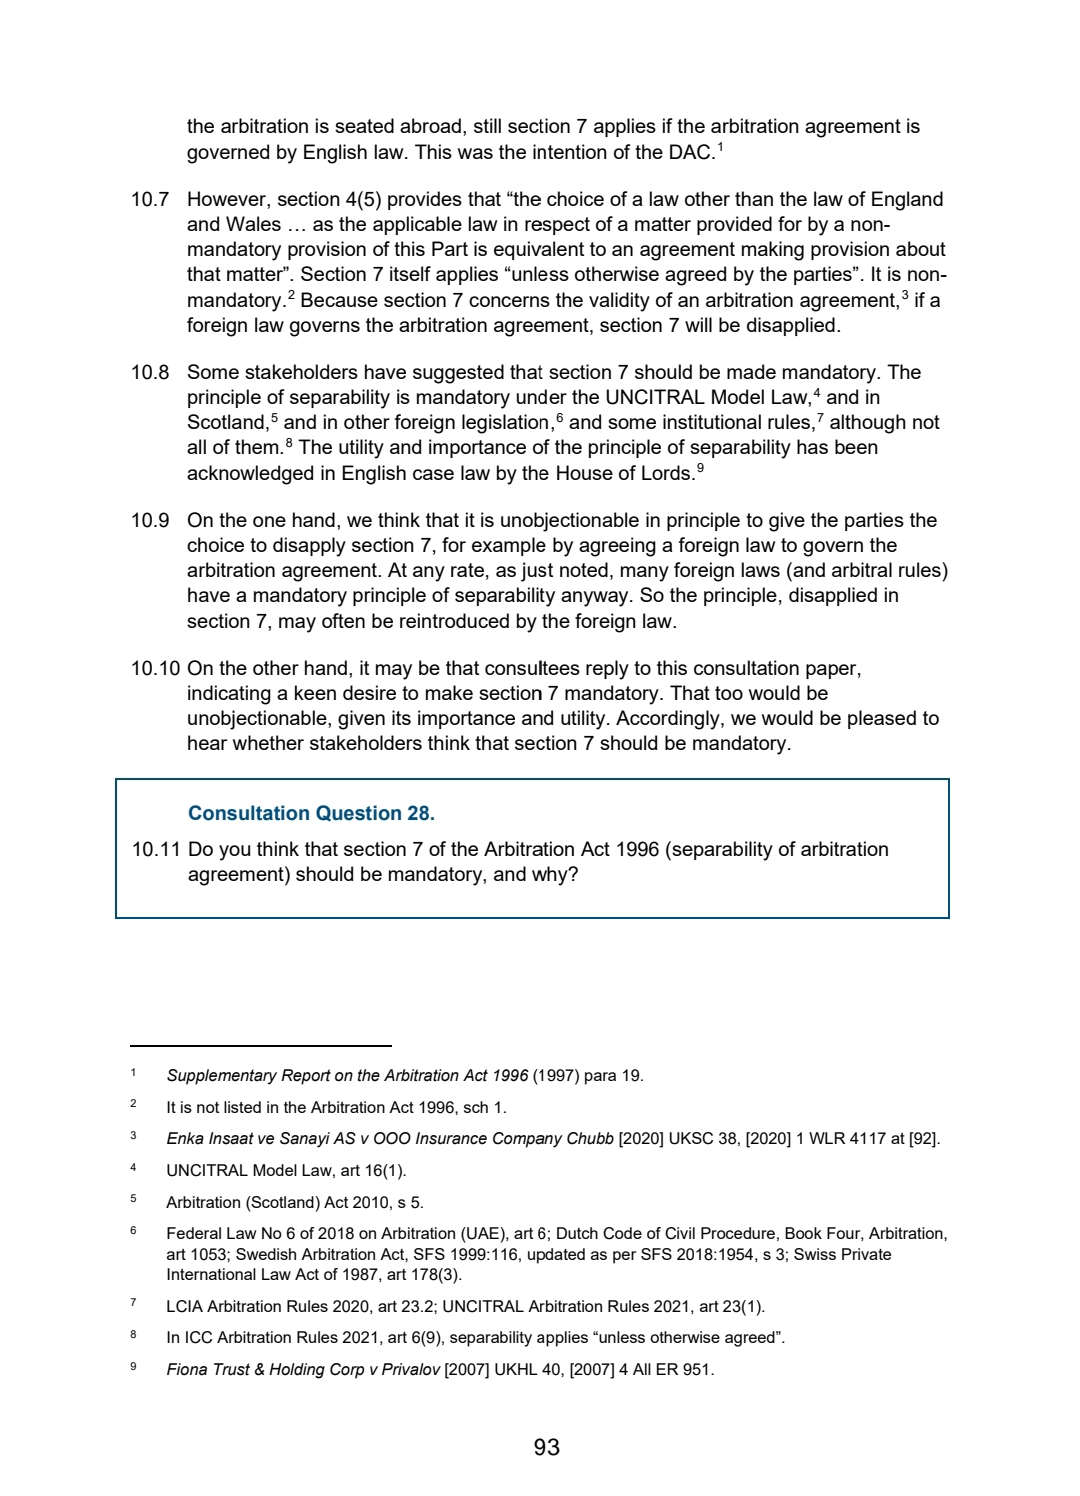 the arbitration is seated abroad, still section 7 applies if the arbitration agreement is
governed by English law. This was the intention of the DAC.1
10.7 However, section 4(5) provides that “the choice of a law other than the law of England
and Wales … as the applicable law in respect of a matter provided for by a non-
mandatory provision of this Part is equivalent to an agreement making provision about
that matter”. Section 7 itself applies “unless otherwise agreed by the parties”. It is non-
mandatory.2 Because section 7 concerns the validity of an arbitration agreement,3 if a
foreign law governs the arbitration agreement, section 7 will be disapplied.
10.8 Some stakeholders have suggested that section 7 should be made mandatory. The
principle of separability is mandatory under the UNCITRAL Model Law,4 and in
Scotland,5 and in other foreign legislation,6 and some institutional rules,7 although not
all of them.8 The utility and importance of the principle of separability has been
acknowledged in English case law by the House of Lords.9
10.9 On the one hand, we think that it is unobjectionable in principle to give the parties the
choice to disapply section 7, for example by agreeing a foreign law to govern the
arbitration agreement. At any rate, as just noted, many foreign laws (and arbitral rules)
have a mandatory principle of separability anyway. So the principle, disapplied in
section 7, may often be reintroduced by the foreign law.
10.10 On the other hand, it may be that consultees reply to this consultation paper,
indicating a keen desire to make section 7 mandatory. That too would be
unobjectionable, given its importance and utility. Accordingly, we would be pleased to
hear whether stakeholders think that section 7 should be mandatory.
Consultation Question 28.
10.11 Do you think that section 7 of the Arbitration Act 1996 (separability of arbitration
agreement) should be mandatory, and why?
1 Supplementary Report on the Arbitration Act 1996 (1997) para 19.
2 It is not listed in the Arbitration Act 1996, sch 1.
3 Enka Insaat ve Sanayi AS v OOO Insurance Company Chubb [2020] UKSC 38, [2020] 1 WLR 4117 at [92].
4 UNCITRAL Model Law, art 16(1).
5 Arbitration (Scotland) Act 2010, s 5.
6 Federal Law No 6 of 2018 on Arbitration (UAE), art 6; Dutch Code of Civil Procedure, Book Four, Arbitration,
art 1053; Swedish Arbitration Act, SFS 1999:116, updated as per SFS 2018:1954, s 3; Swiss Private
International Law Act of 1987, art 178(3).
7 LCIA Arbitration Rules 2020, art 23.2; UNCITRAL Arbitration Rules 2021, art 23(1).
8 In ICC Arbitration Rules 2021, art 6(9), separability applies “unless otherwise agreed”.
9 Fiona Trust & Holding Corp v Privalov [2007] UKHL 40, [2007] 4 All ER 951.
93